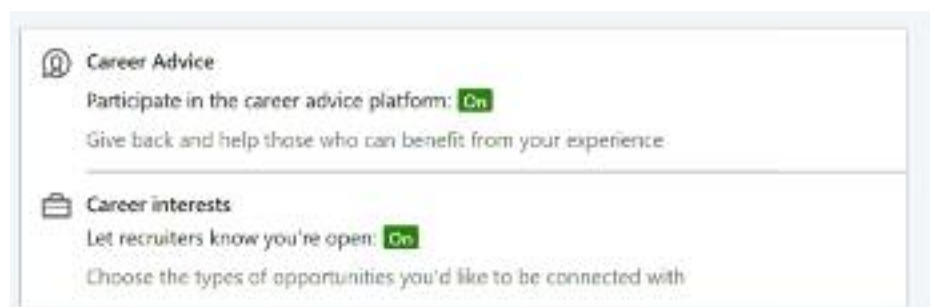 Career Advice
Participate in the career advice platform: On
Give back and help those who can benefit from your experience
Career interests
Let recruiters know you're open: On
Choose the types of opportunities you'd like to be connected with